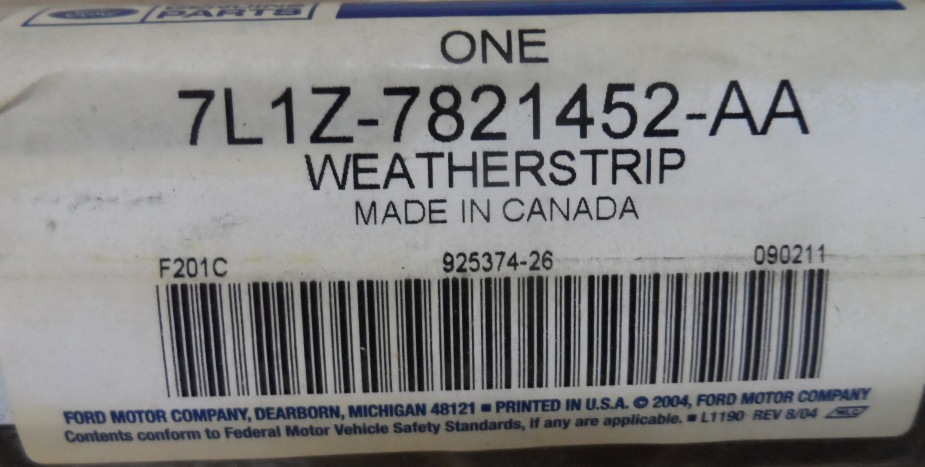 PARTS
ONE
7L1Z-7821452-AA
WEATHERSTRIP
MADE IN CANADA
F201C 925374-26 090211
FORD MOTOR COMPANY, DEARBORN, MICHIGAN 48121 ■ PRINTED IN U.S.A. © 2004, FORD MOTOR COMPANY
Contents conform to Federal Motor Vehicle Safety Standards, if any are applicable. ■ L1190 REV 8/04